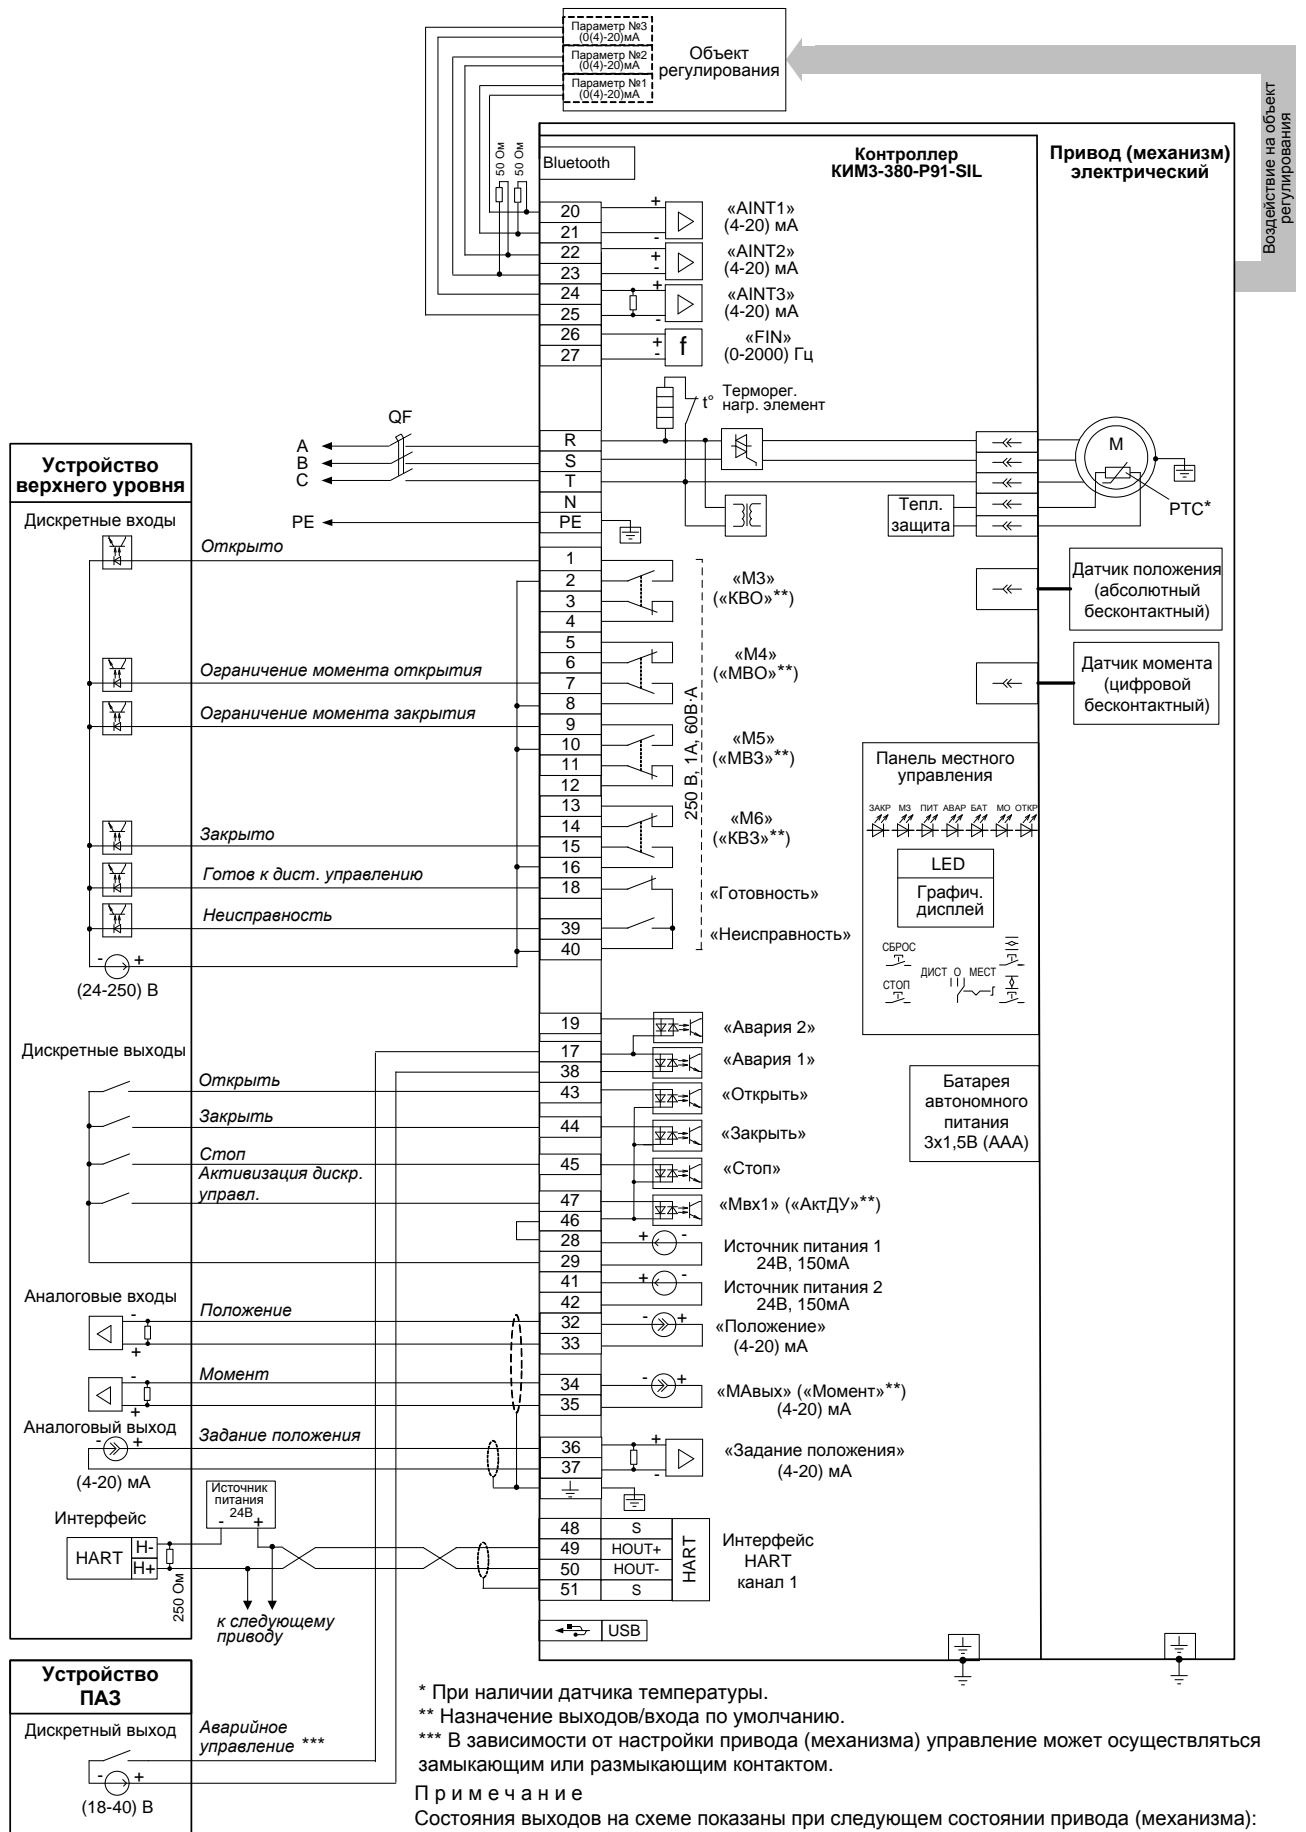 Параметр №3
(0(4)-20)мА
Параметр №2
(0(4)-20)мА
Параметр №1
(0(4)-20)мА
Объект
регулирования
Воздействие на объект
регулирования
50 Ом
50 Ом
Bluetooth
Контроллер
КИМ3-380-Р91-SIL
Привод (механизм)
электрический
20
21
22
23
24
25
26
27
+
-
«AINT1»
(4-20) мА
+
-
«AINT2»
(4-20) мА
+
-
«AINT3»
(4-20) мА
+
-
f
«FIN»
(0-2000) Гц
t°
Терморег.
нагр. элемент
QF
A
B
C
PE
R
S
T
N
PE
M
PTC*
Тепл.
защита
Устройство
верхнего уровня
Дискретные входы
Открыто
Ограничение момента открытия
Ограничение момента закрытия
Закрыто
Готов к дист. управлению
Неисправность
- +
(24-250) В
1
2
3
4
5
6
7
8
9
10
11
12
13
14
15
16
18
39
40
«М3»
(«КВО»**)
«М4»
(«МВО»**)
«М5»
(«МВЗ»**)
«М6»
(«КВЗ»**)
«Готовность»
«Неисправность»
250 В, 1А, 60В·А
Датчик положения
(абсолютный
бесконтактный)
Датчик момента
(цифровой
бесконтактный)
Панель местного
управления
ЗАКР МЗ ПИТ АВАР БАТ МО ОТКР
LED
Графич.
дисплей
СБРОС
СТОП
ДИСТ О МЕСТ
Батарея
автономного
питания
3х1,5В (ААА)
Дискретные выходы
Открыть
Закрыть
Стоп
Активизация дискр.
управл.
19
17
38
43
44
45
47
46
28
29
41
42
32
33
34
35
36
37
«Авария 2»
«Авария 1»
«Открыть»
«Закрыть»
«Стоп»
«Мвх1» («АктДУ»**)
+ -
Источник питания 1
24В, 150мА
+ -
Источник питания 2
24В, 150мА
- +
«Положение»
(4-20) мА
- +
«МАвых» («Момент»**)
(4-20) мА
+
-
«Задание положения»
(4-20) мА
Аналоговые входы
Положение
-
+
Момент
-
+
Аналоговый выход
Задание положения
- +
(4-20) мА
Источник
питания
24В
- +
Интерфейс
HART
H-
H+
250 Ом
к следующему
приводу
48 S
49 HOUT+
50 HOUT-
51 S
HART
Интерфейс
HART
канал 1
USB
Устройство
ПАЗ
Дискретный выход
Аварийное
управление ***
- +
(18-40) В
* При наличии датчика температуры.
** Назначение выходов/входа по умолчанию.
*** В зависимости от настройки привода (механизма) управление может осуществляться
замыкающим или размыкающим контактом.
П р и м е ч а н и е
Состояния выходов на схеме показаны при следующем состоянии привода (механизма):